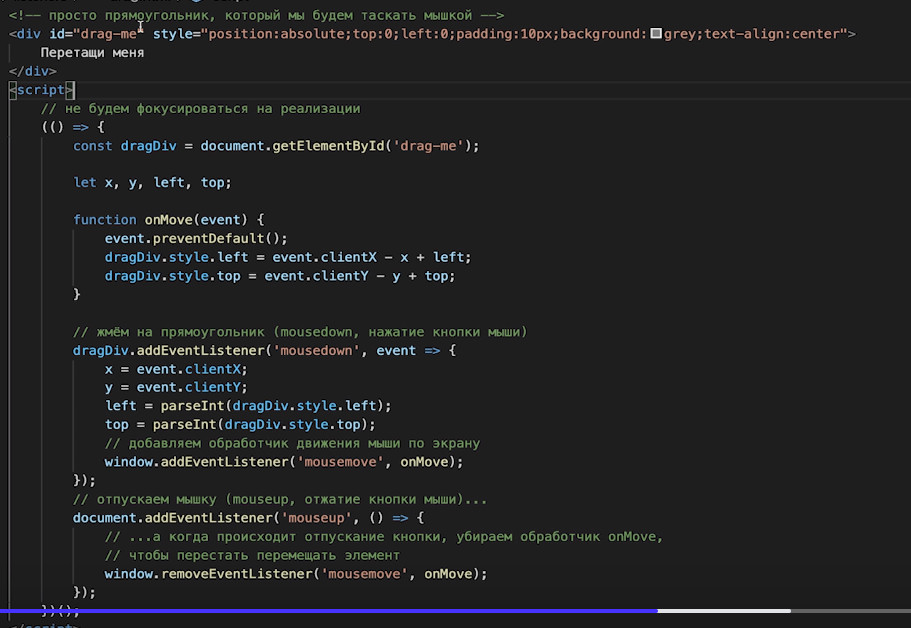 <!-- просто прямоугольник, который мы будем таскать мышкой -->
<div id="drag-me" style="position:absolute;top:0;left:0;padding:10px;background:grey;text-align:center">
    Перетащи меня
</div>
<script>
    // не будем фокусироваться на реализации
    (() => {
        const dragDiv = document.getElementById('drag-me');

        let x, y, left, top;

        function onMove(event) {
            event.preventDefault();
            dragDiv.style.left = event.clientX - x + left;
            dragDiv.style.top = event.clientY - y + top;
        }

        // жмём на прямоугольник (mousedown, нажатие кнопки мыши)
        dragDiv.addEventListener('mousedown', event => {
            x = event.clientX;
            y = event.clientY;
            left = parseInt(dragDiv.style.left);
            top = parseInt(dragDiv.style.top);
            // добавляем обработчик движения мыши по экрану
            window.addEventListener('mousemove', onMove);
        });
        // отпускаем мышку (mouseup, отжатие кнопки мыши)...
        document.addEventListener('mouseup', () => {
            // ...а когда происходит отпускание кнопки, убираем обработчик onMove,
            // чтобы перестать перемещать элемент
            window.removeEventListener('mousemove', onMove);
        });
    })();